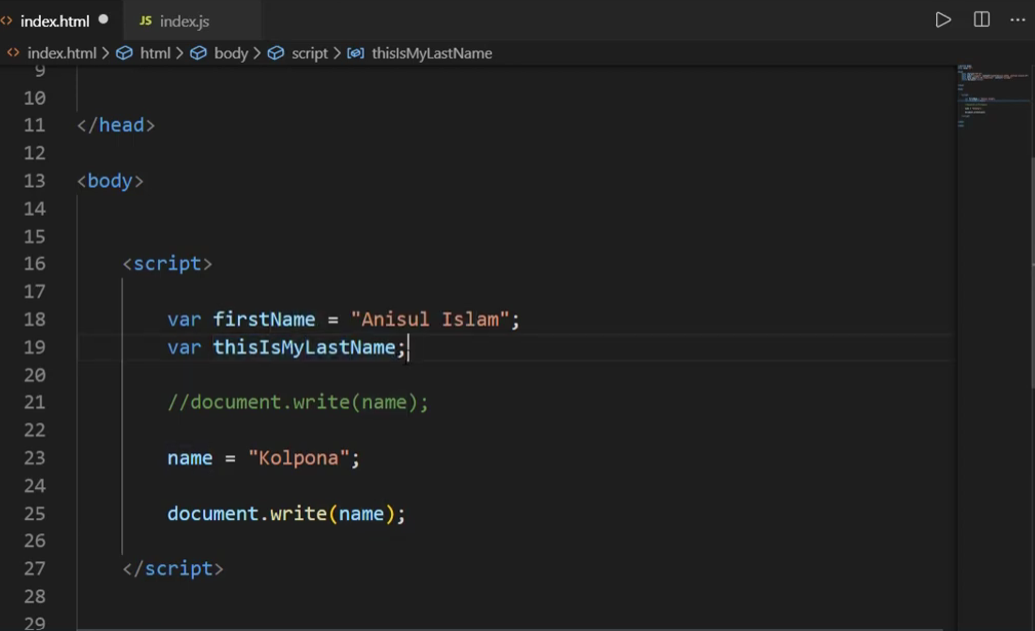 index.html
JS index.js
index.html > html > body > script > thisIsMyLastName
9
10
11 </head>
12
13 <body>
14
15
16 <script>
17
18 var firstName = "Anisul Islam";
19 var thisIsMyLastName;
20
21 //document.write(name);
22
23 name = "Kolpona";
24
25 document.write(name);
26
27 </script>
28
29